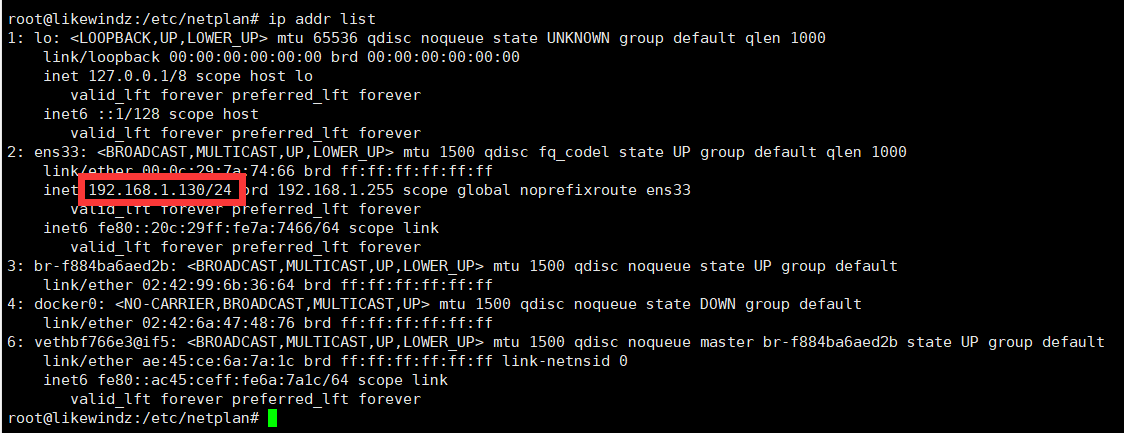 root@likewindz:/etc/netplan# ip addr list
1: lo: <LOOPBACK,UP,LOWER_UP> mtu 65536 qdisc noqueue state UNKNOWN group default qlen 1000
link/loopback 00:00:00:00:00:00 brd 00:00:00:00:00:00
inet 127.0.0.1/8 scope host lo
valid_lft forever preferred_lft forever
inet6 ::1/128 scope host
valid_lft forever preferred_lft forever
2: ens33: <BROADCAST,MULTICAST,UP,LOWER_UP> mtu 1500 qdisc fq_codel state UP group default qlen 1000
link/ether 00:0c:29:7a:74:66 brd ff:ff:ff:ff:ff:ff
inet 192.168.1.130/24 brd 192.168.1.255 scope global noprefixroute ens33
valid_lft forever preferred_lft forever
inet6 fe80::20c:29ff:fe7a:7466/64 scope link
valid_lft forever preferred_lft forever
3: br-f884ba6aed2b: <BROADCAST,MULTICAST,UP,LOWER_UP> mtu 1500 qdisc noqueue state UP group default
link/ether 02:42:99:6b:36:64 brd ff:ff:ff:ff:ff:ff
4: docker0: <NO-CARRIER,BROADCAST,MULTICAST,UP> mtu 1500 qdisc noqueue state DOWN group default
link/ether 02:42:6a:47:48:76 brd ff:ff:ff:ff:ff:ff
6: vethbf766e3@if5: <BROADCAST,MULTICAST,UP,LOWER_UP> mtu 1500 qdisc noqueue master br-f884ba6aed2b state UP group default
link/ether ae:45:ce:6a:7a:1c brd ff:ff:ff:ff:ff:ff link-netnsid 0
inet6 fe80::ac45:ceff:fe6a:7a1c/64 scope link
valid_lft forever preferred_lft forever
root@likewindz:/etc/netplan#